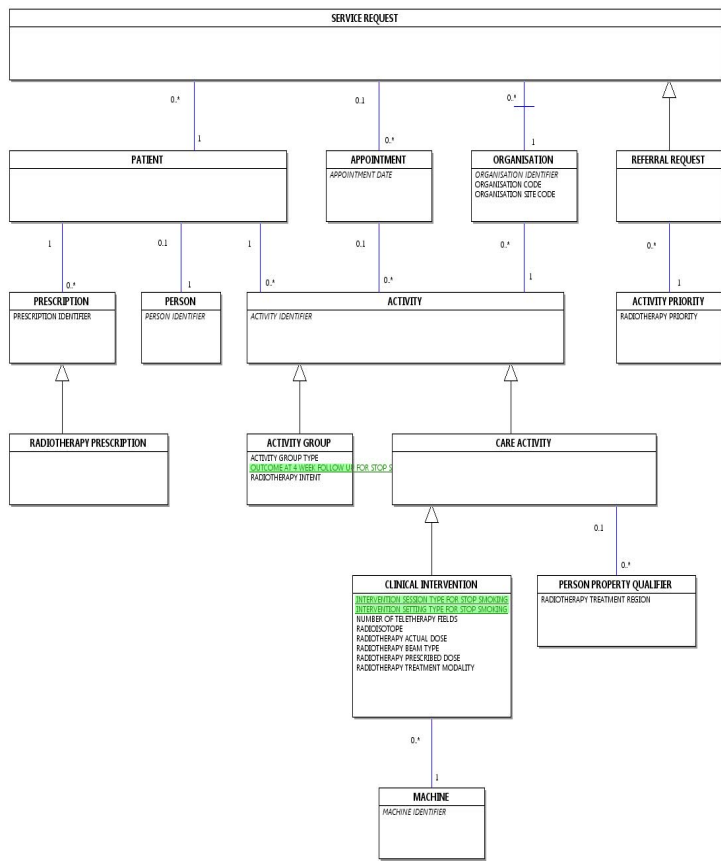 SERVICE REQUEST
0..*
0.1
0..*
1
0..*
1
PATIENT
APPOINTMENT
APPOINTMENT DATE
ORGANISATION
ORGANISATION IDENTIFIER
ORGANISATION CODE
ORGANISATION SITE CODE
REFERRAL REQUEST
1
0.1
1
0.1
0..*
0..*
0..*
1
0..*
0..*
1
1
PRESCRIPTION
PRESCRIPTION IDENTIFIER
PERSON
PERSON IDENTIFIER
ACTIVITY
ACTIVITY IDENTIFIER
ACTIVITY PRIORITY
RADIOTHERAPY PRIORITY
RADIOTHERAPY PRESCRIPTION
ACTIVITY GROUP
ACTIVITY GROUP TYPE
OUTCOME AT 4 WEEK FOLLOW UP FOR STOP S
RADIOTHERAPY INTENT
CARE ACTIVITY
0.1
0..*
CLINICAL INTERVENTION
INTERVENTION SESSION TYPE FOR STOP SMOKING
INTERVENTION SETTING TYPE FOR STOP SMOKING
NUMBER OF TELETHERAPY FIELDS
RADIOISOTOPE
RADIOTHERAPY ACTUAL DOSE
RADIOTHERAPY BEAM TYPE
RADIOTHERAPY PRESCRIBED DOSE
RADIOTHERAPY TREATMENT MODALITY
PERSON PROPERTY QUALIFIER
RADIOTHERAPY TREATMENT REGION
0..*
1
MACHINE
MACHINE IDENTIFIER